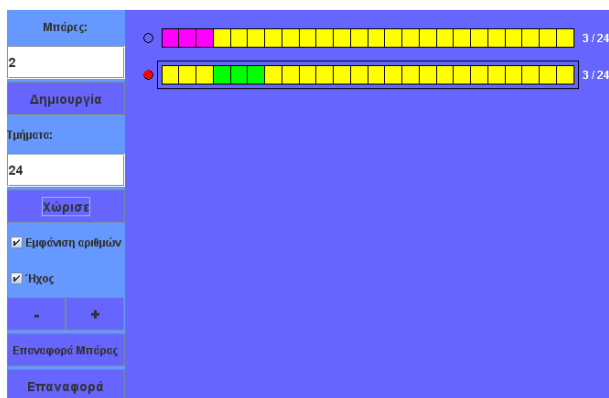 Μπάρες:
2
Δημιουργία
Τμήματα:
24
Χώρισε
Εμφάνιση αριθμών
Ήχος
- +
Επαναφορά Μπάρας
Επαναφορά
3 / 24
3 / 24